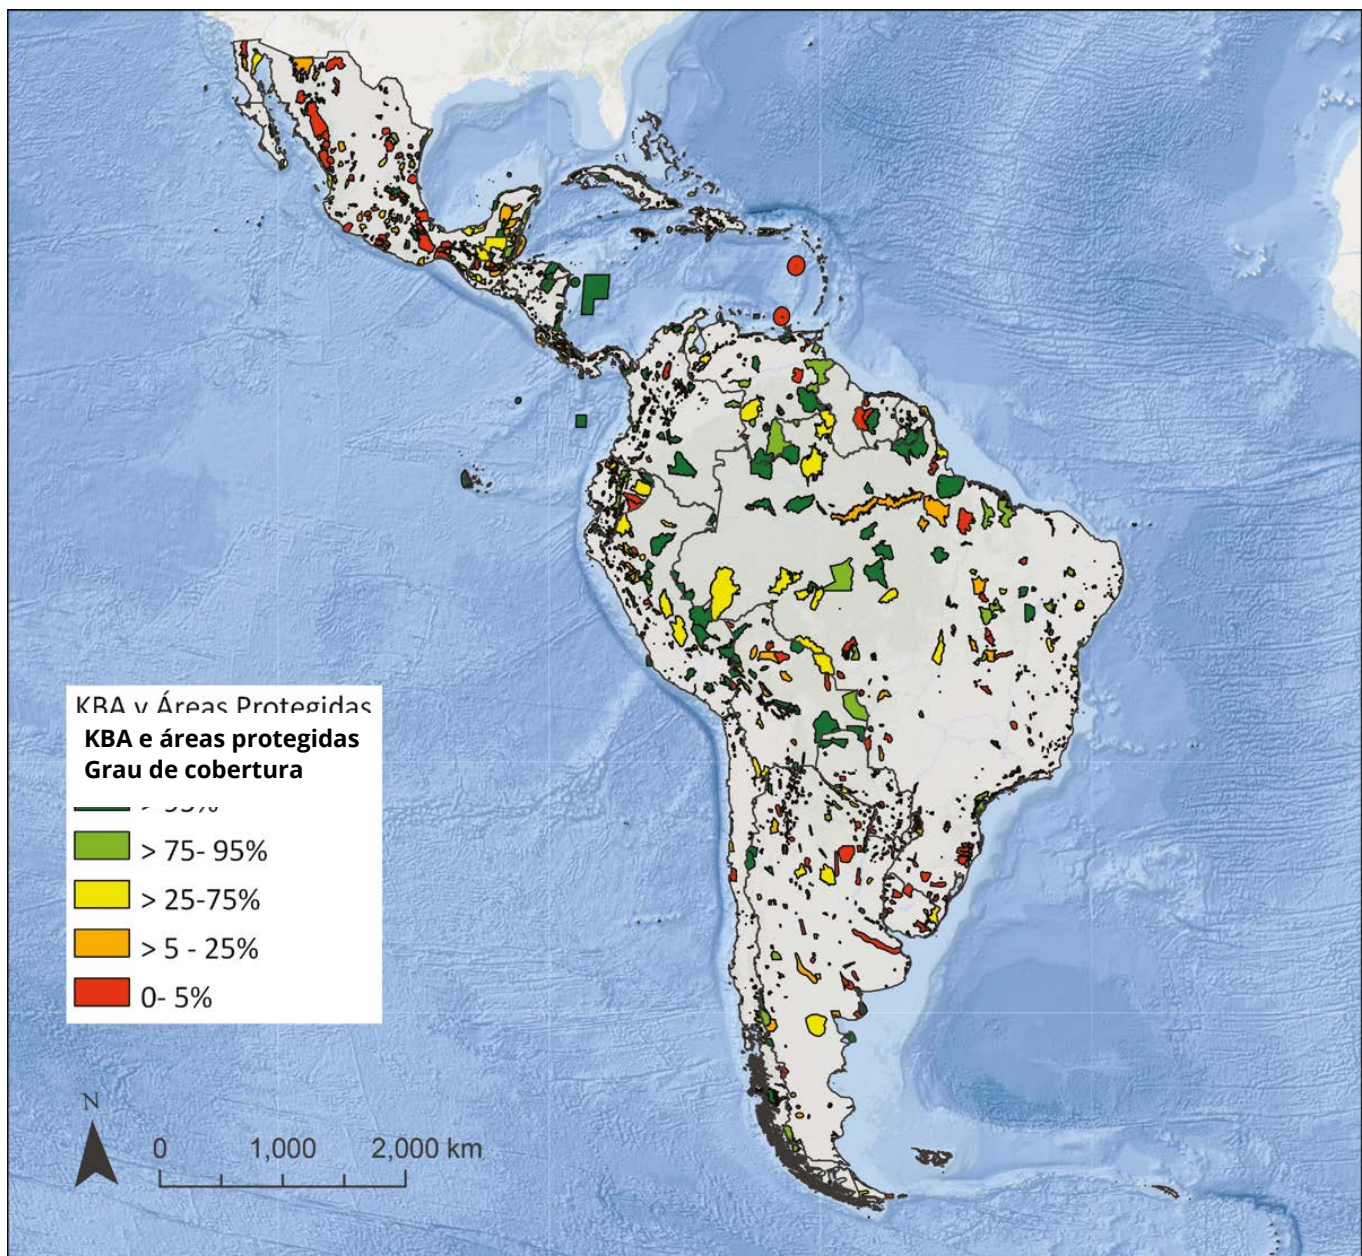 KBA y Áreas Protegidas
KBA e áreas protegidas
Grau de cobertura
> 95%
> 75- 95%
> 25-75%
> 5 - 25%
0- 5%
N
0 1,000 2,000 km